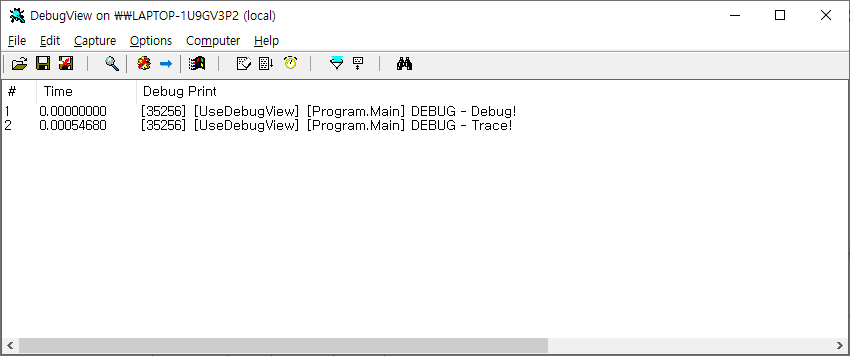 DebugView on ₩₩LAPTOP-1U9GV3P2 (local)
File Edit Capture Options Computer Help
# Time Debug Print
1 0.00000000 [35256] [UseDebugView] [Program.Main] DEBUG - Debug!
2 0.00054680 [35256] [UseDebugView] [Program.Main] DEBUG - Trace!